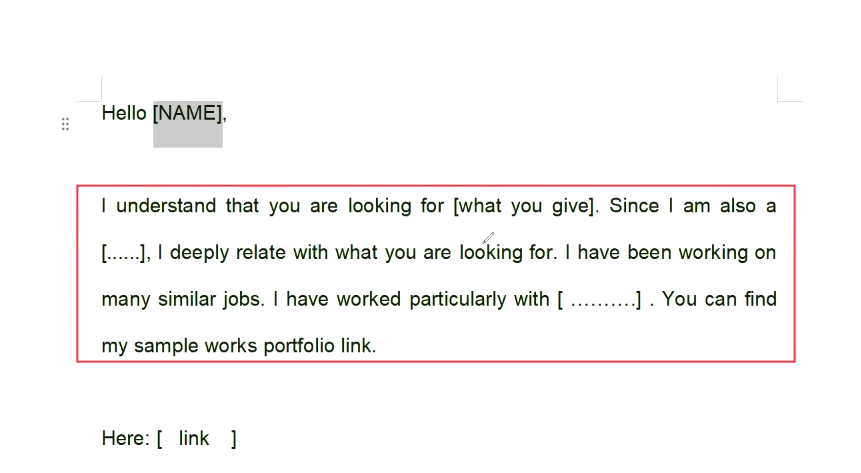 Hello [NAME],
I understand that you are looking for [what you give]. Since I am also a
[......], I deeply relate with what you are looking for. I have been working on
many similar jobs. I have worked particularly with [ ..........] . You can find
my sample works portfolio link.
Here: [ link ]